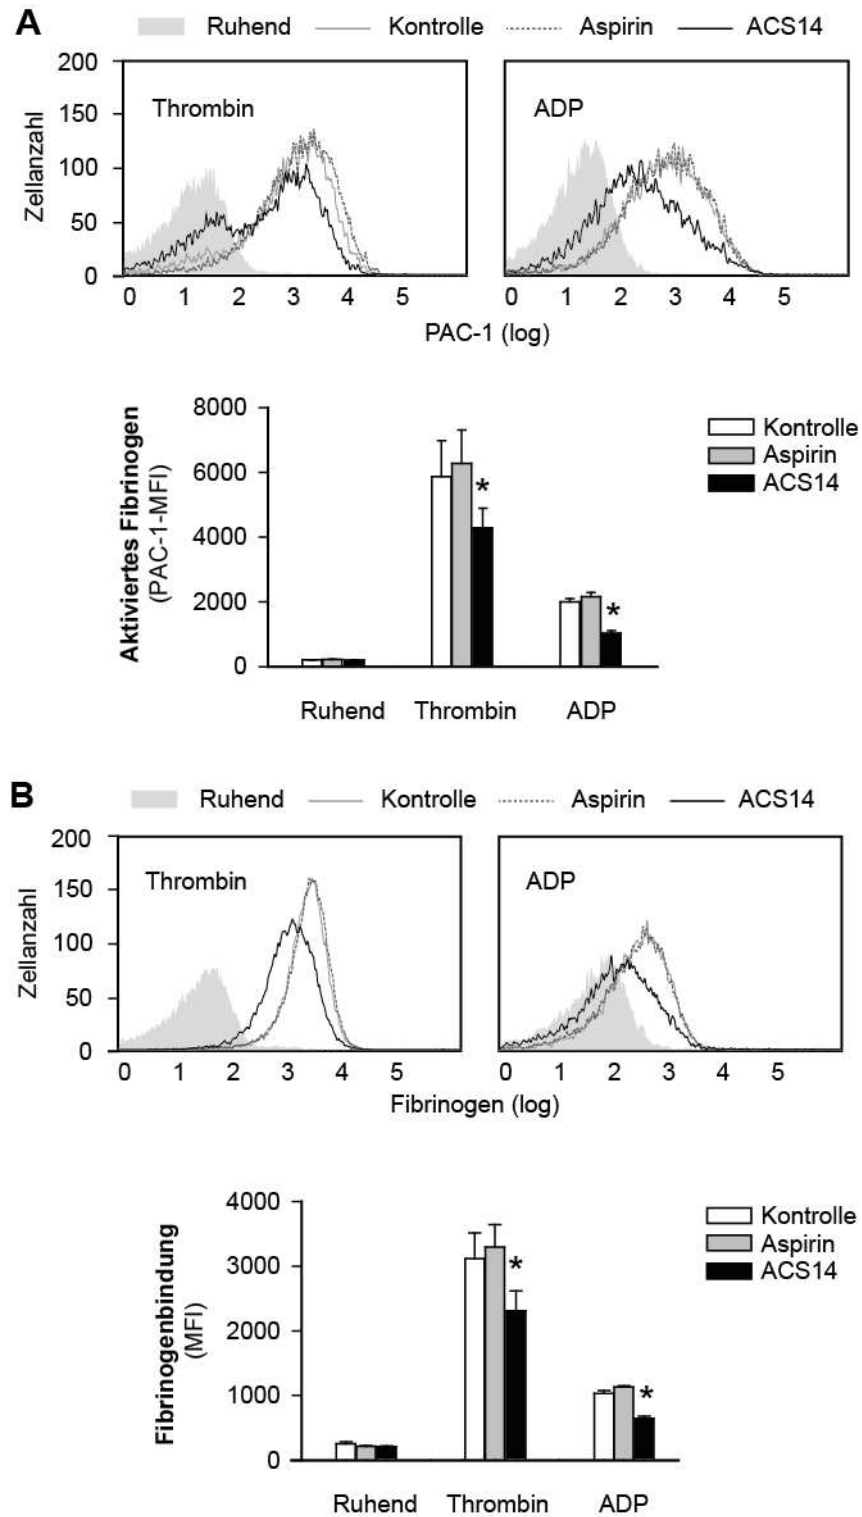 A
Ruhend Kontrolle Aspirin ACS14
200
150
100
50
0
Zellanzahl
Thrombin
ADP
0 1 2 3 4 5
0 1 2 3 4 5
PAC-1 (log)
8000
6000
4000
2000
0
Aktiviertes Fibrinogen
(PAC-1-MFI)
*
*
Kontrolle
Aspirin
ACS14
Ruhend Thrombin ADP
B
Ruhend Kontrolle Aspirin ACS14
200
150
100
50
0
Zellanzahl
Thrombin
ADP
0 1 2 3 4 5
0 1 2 3 4 5
Fibrinogen (log)
4000
3000
2000
1000
0
Fibrinogenbindung
(MFI)
*
*
Kontrolle
Aspirin
ACS14
Ruhend Thrombin ADP